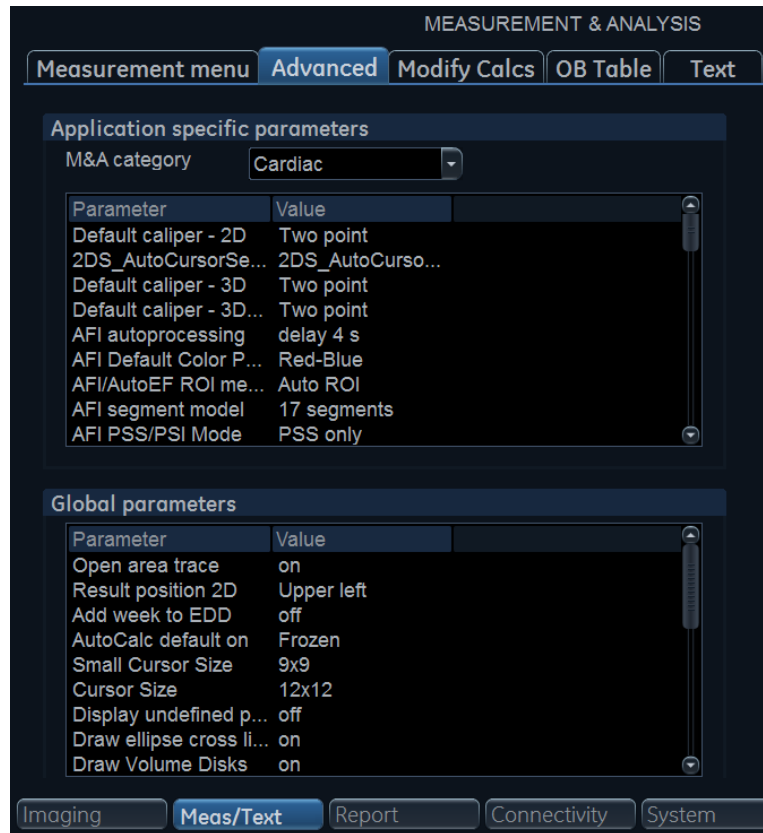 MEASUREMENT & ANALYSIS
Measurement menu Advanced Modify Calcs OB Table Text
Application specific parameters
M&A category Cardiac
Parameter Value
Default caliper - 2D Two point
2DS_AutoCursorSe... 2DS_AutoCurso...
Default caliper - 3D Two point
Default caliper - 3D... Two point
AFI autoprocessing delay 4 s
AFI Default Color P... Red-Blue
AFI/AutoEF ROI me... Auto ROI
AFI segment model 17 segments
AFI PSS/PSI Mode PSS only
Global parameters
Parameter Value
Open area trace on
Result position 2D Upper left
Add week to EDD off
AutoCalc default on Frozen
Small Cursor Size 9x9
Cursor Size 12x12
Display undefined p... off
Draw ellipse cross li... on
Draw Volume Disks on
Imaging Meas/Text Report Connectivity System